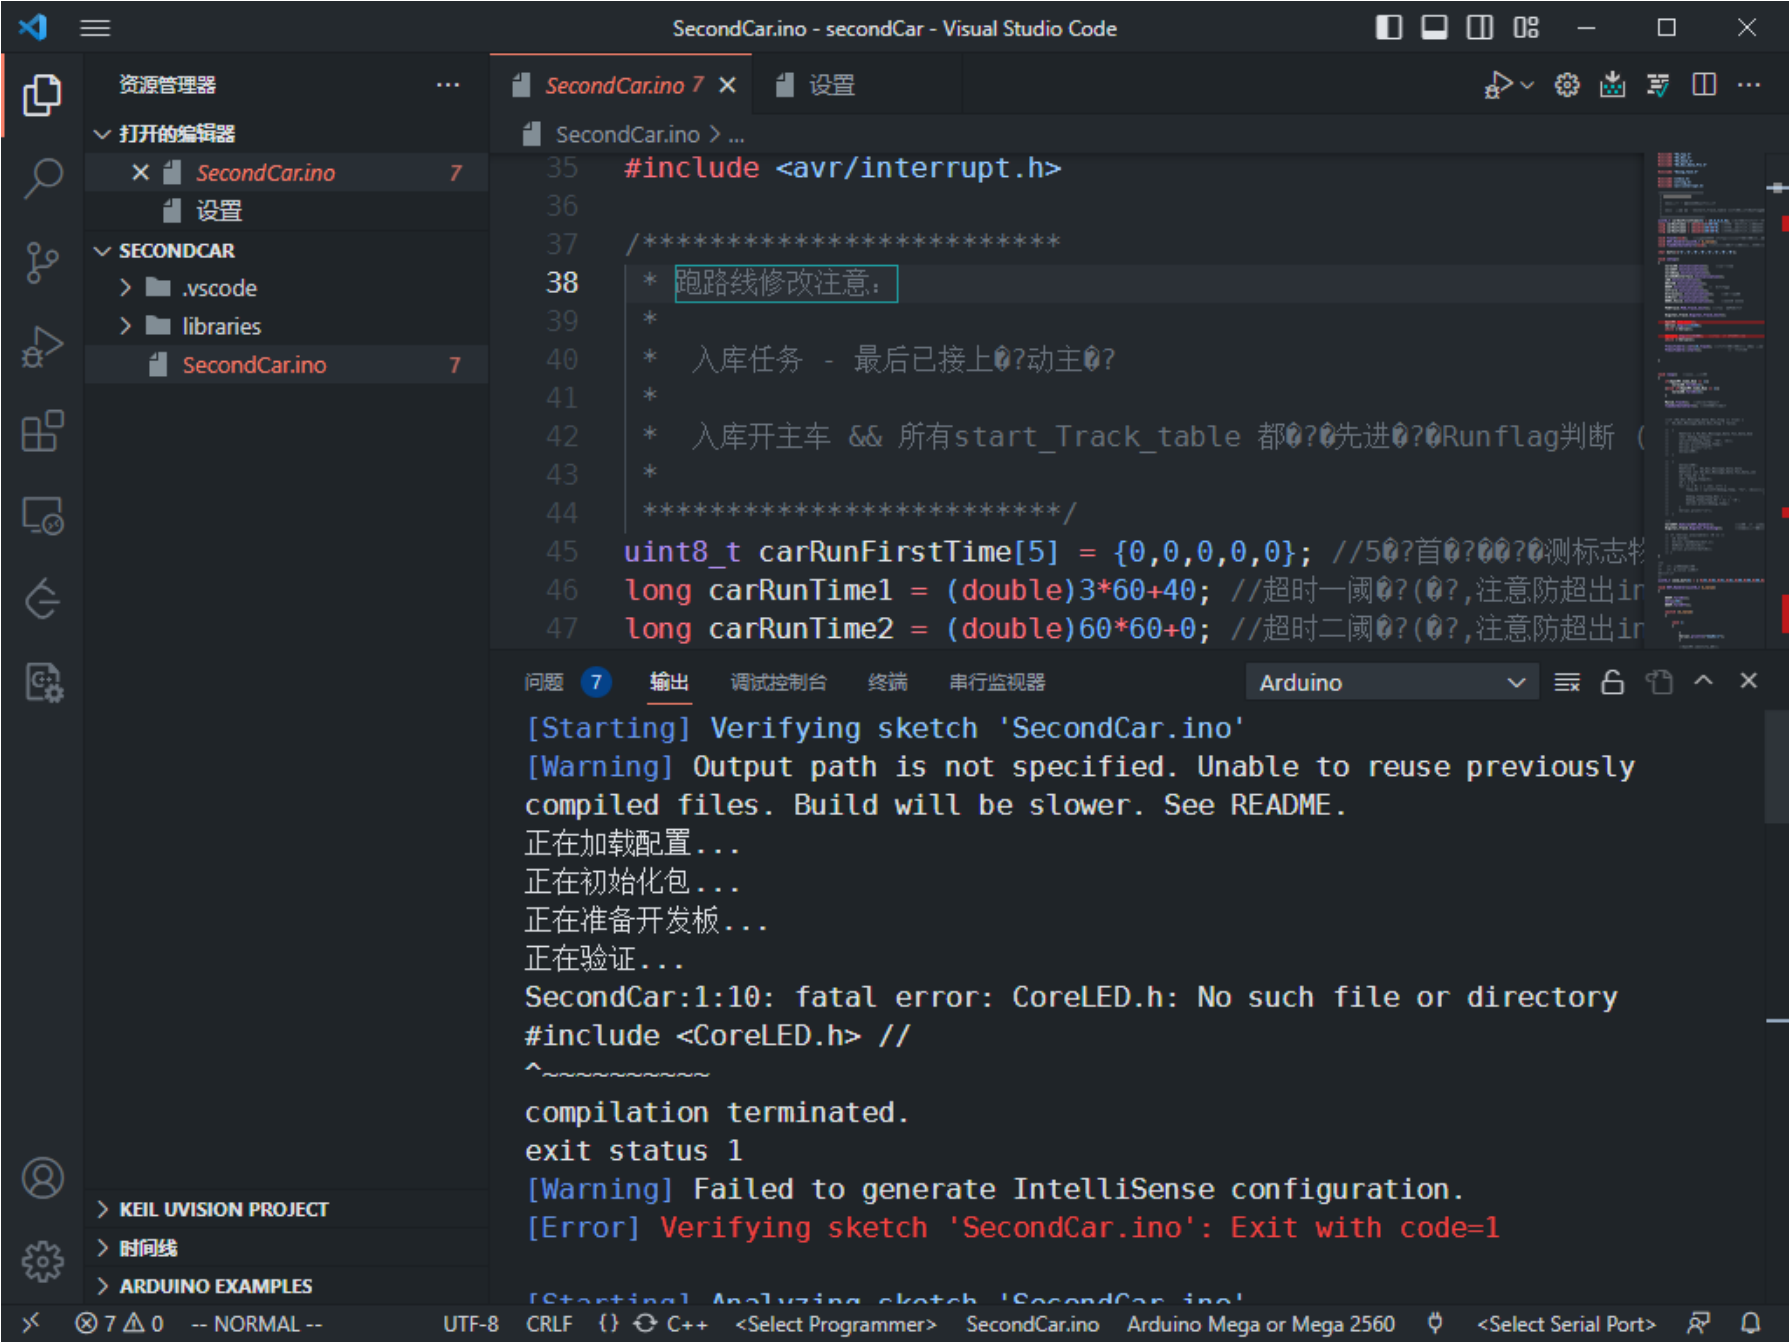 SecondCar.ino - secondCar - Visual Studio Code
资源管理器
打开的编辑器
SecondCar.ino 7
设置
SECONDCAR
.vscode
libraries
SecondCar.ino 7
KEIL UVISION PROJECT
时间线
ARDUINO EXAMPLES
SecondCar.ino 7 设置
SecondCar.ino > ...
35 #include <avr/interrupt.h>
36
37 /*************************
38 * 跑路线修改注意：
39 *
40 * 入库任务 - 最后已接上�?动主�?
41 *
42 * 入库开主车 && 所有start_Track_table 都�?�先进�?�Runflag判断 (
43 *
44 *************************/
45 uint8_t carRunFirstTime[5] = {0,0,0,0,0}; //5�?首�?��?�测标志物
46 long carRunTime1 = (double)3*60+40; //超时一阈�?(�?,注意防超出in
47 long carRunTime2 = (double)60*60+0; //超时二阈�?(�?,注意防超出in
问题 7 输出 调试控制台 终端 串行监视器 Arduino
[Starting] Verifying sketch 'SecondCar.ino'
[Warning] Output path is not specified. Unable to reuse previously
compiled files. Build will be slower. See README.
正在加载配置...
正在初始化包...
正在准备开发板...
正在验证...
SecondCar:1:10: fatal error: CoreLED.h: No such file or directory
#include <CoreLED.h> //
^~~~~~~~~~~
compilation terminated.
exit status 1
[Warning] Failed to generate IntelliSense configuration.
[Error] Verifying sketch 'SecondCar.ino': Exit with code=1
[Starting] Analyzing sketch 'SecondCar.ino'
7 0 -- NORMAL -- UTF-8 CRLF {} C++ <Select Programmer> SecondCar.ino Arduino Mega or Mega 2560 <Select Serial Port>